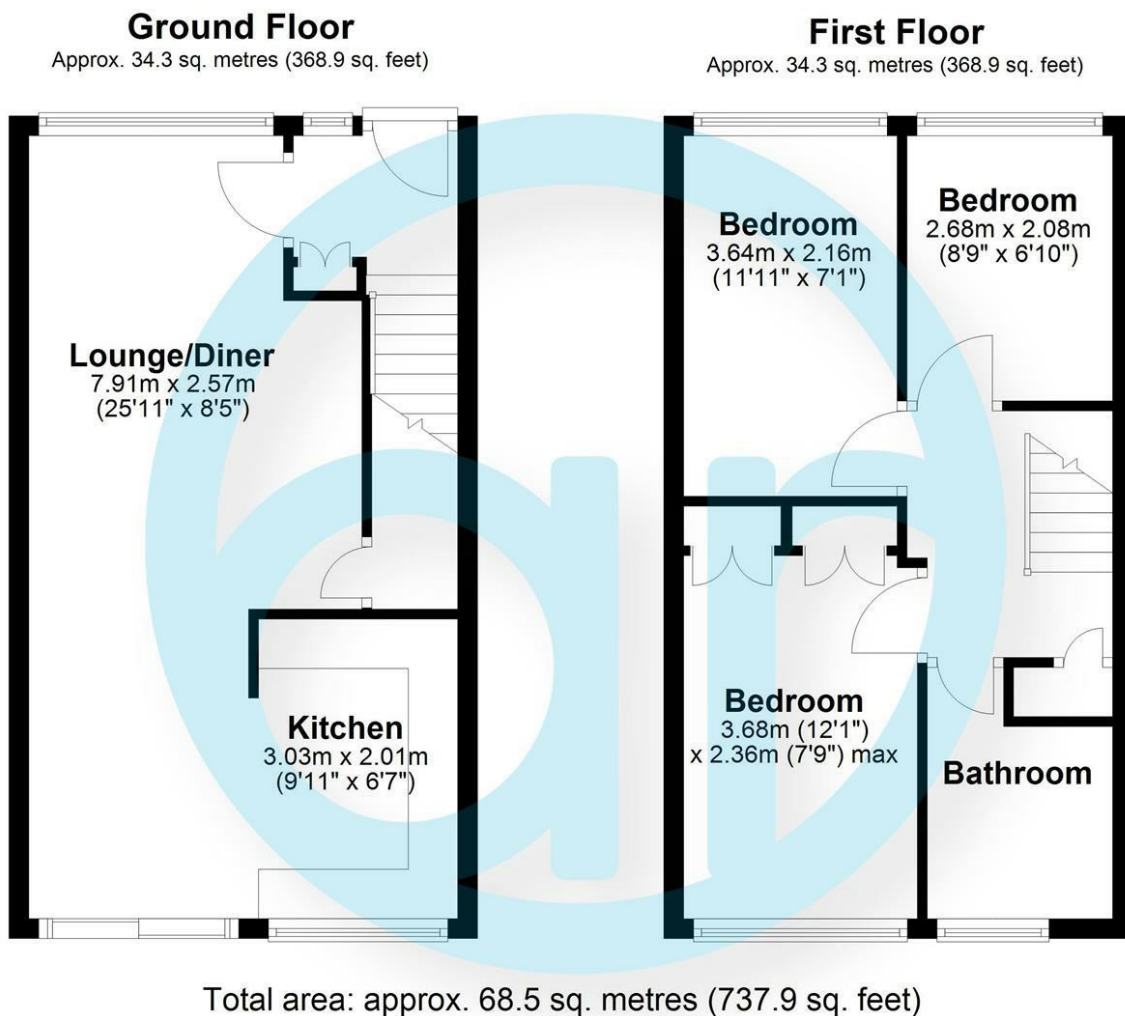 Ground Floor
Approx. 34.3 sq. metres (368.9 sq. feet)
Lounge/Diner
7.91m x 2.57m
(25'11" x 8'5")
Kitchen
3.03m x 2.01m
(9'11" x 6'7")
First Floor
Approx. 34.3 sq. metres (368.9 sq. feet)
Bedroom
3.64m x 2.16m
(11'11" x 7'1")
Bedroom
2.68m x 2.08m
(8'9" x 6'10")
Bedroom
3.68m (12'1")
x 2.36m (7'9") max
Bathroom
Total area: approx. 68.5 sq. metres (737.9 sq. feet)